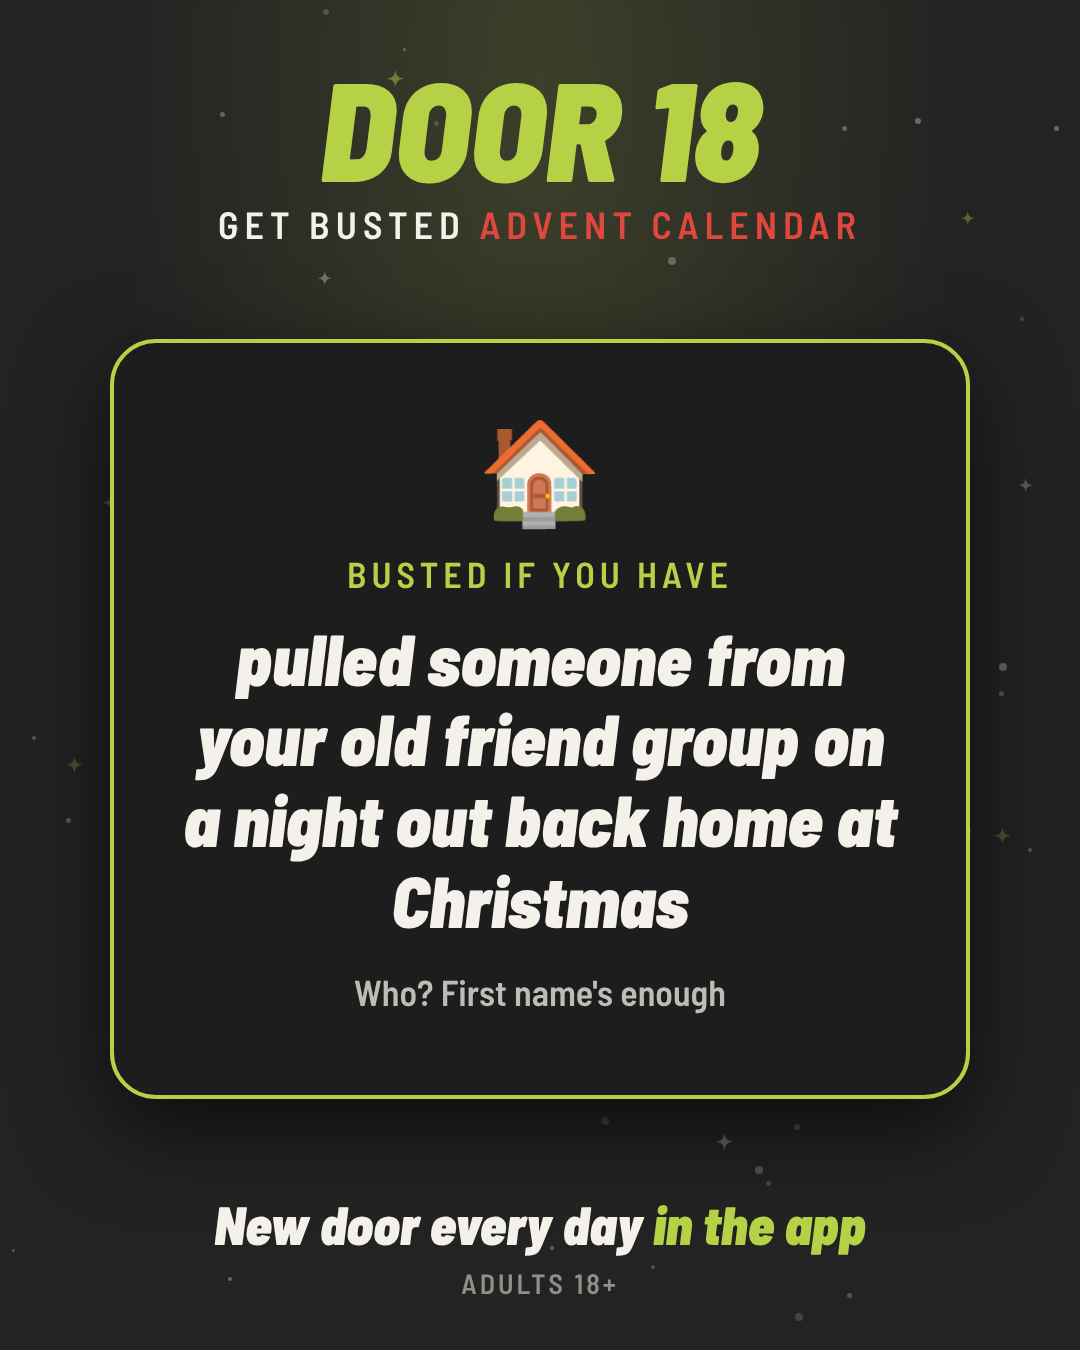 DOOR 18
GET BUSTED ADVENT CALENDAR
BUSTED IF YOU HAVE
pulled someone from
your old friend group on
a night out back home at
Christmas
Who? First name's enough
New door every day in the app
ADULTS 18+